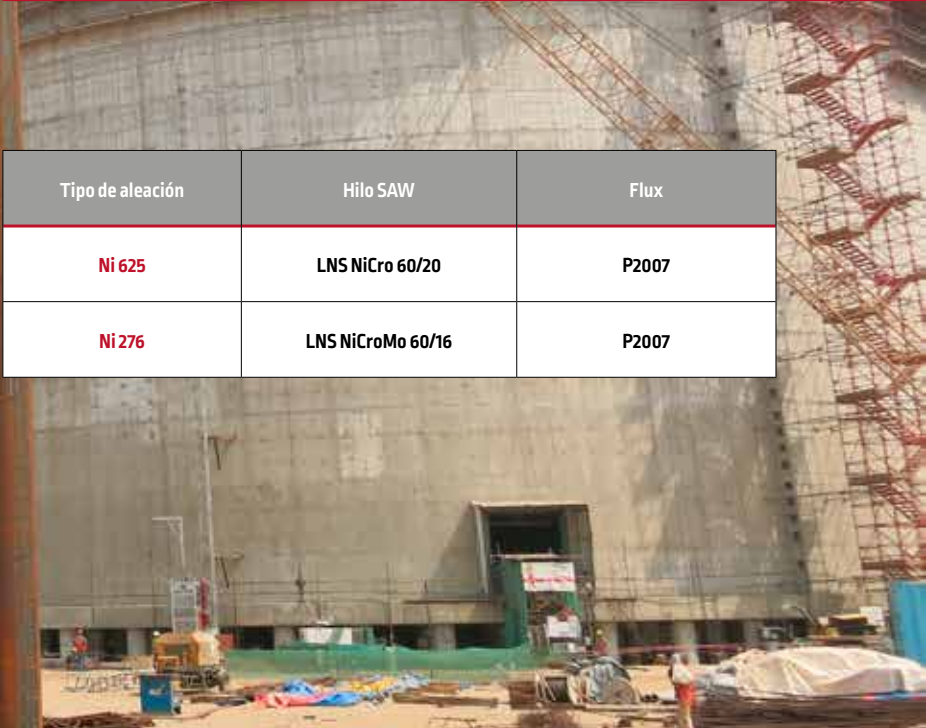 Tipo de aleación Hilo SAW Flux
Ni 625 LNS NiCro 60/20 P2007
Ni 276 LNS NiCroMo 60/16 P2007